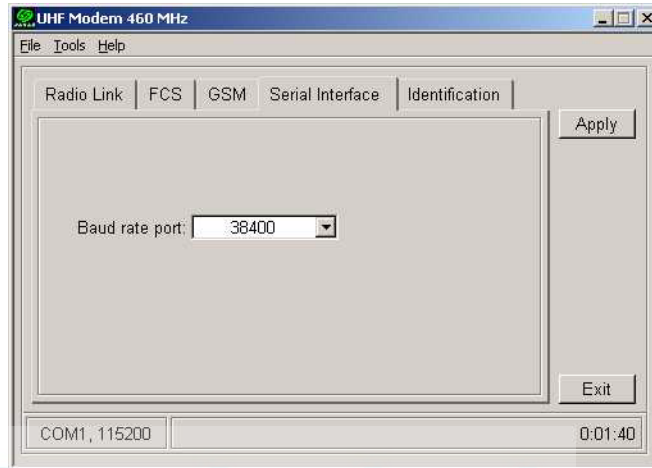 UHF Modem 460 MHz
File Tools Help
Radio Link FCS GSM Serial Interface Identification
Apply
Baud rate port: 38400
Exit
COM1, 115200 0:01:40